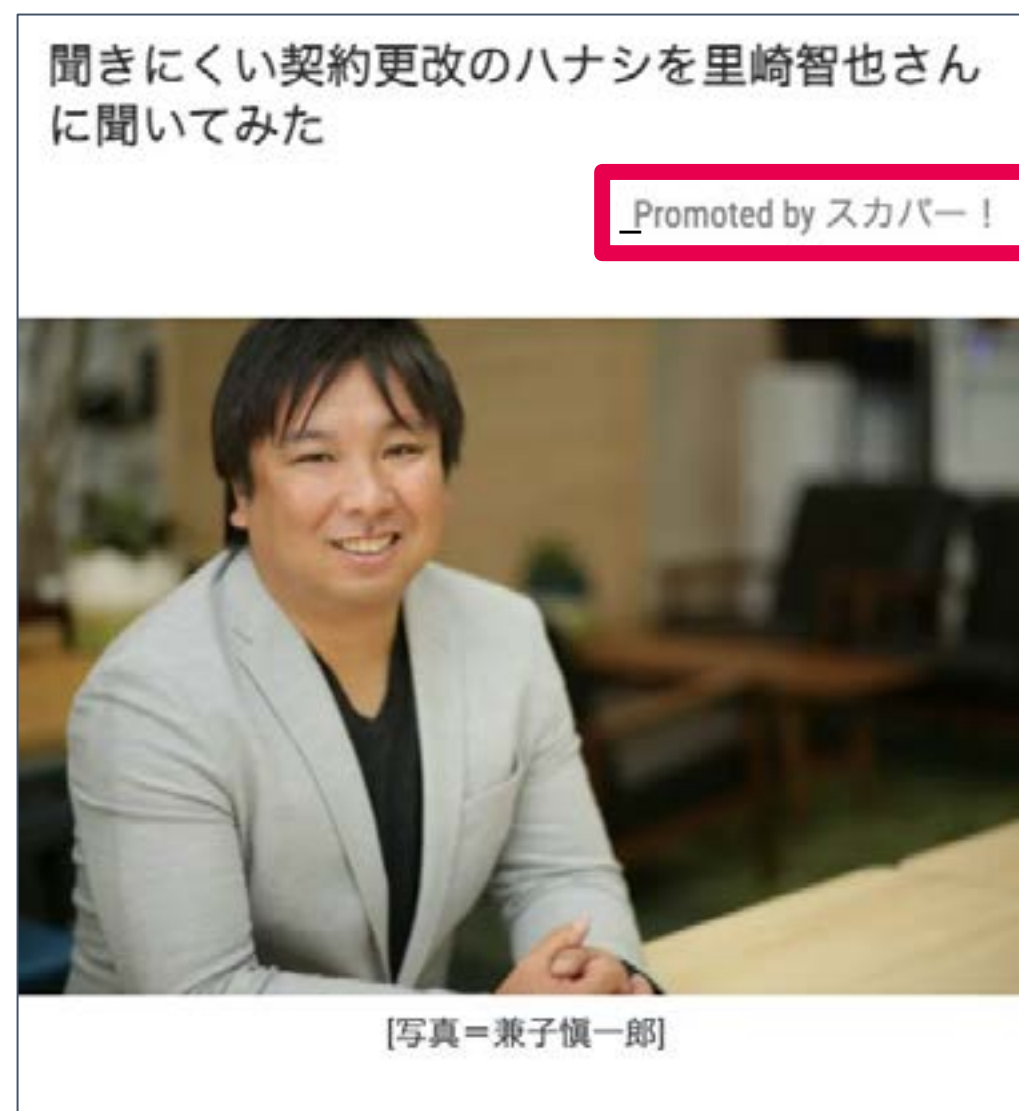 聞きにくい契約更改のハナシを里崎智也さん
に聞いてみた
_Promoted by スカパー！
[写真＝兼子愼一郎]